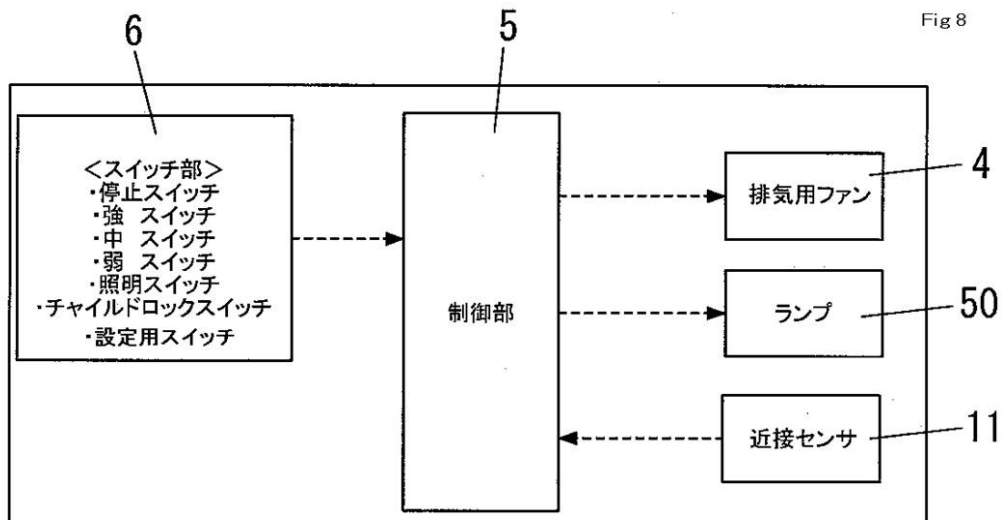 Fig 8
6
5
<スイッチ部>
・停止スイッチ
・強 スイッチ
・中 スイッチ
・弱 スイッチ
・照明スイッチ
・チャイルドロックスイッチ
・設定用スイッチ
制御部
排気用ファン
4
ランプ
50
近接センサ
11